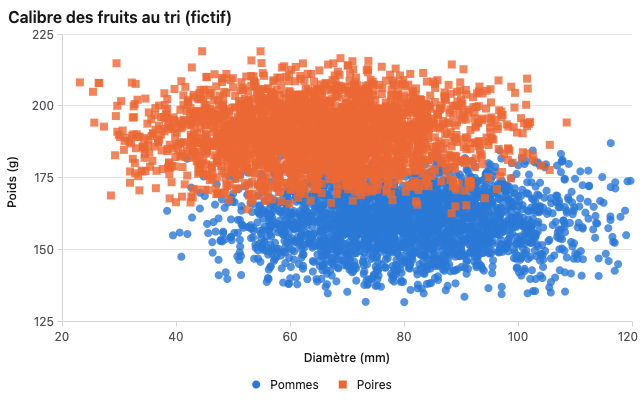 Calibre des fruits au tri (fictif)
Poids (g)
225
200
175
150
125
20 40 60 80 100 120
Diamètre (mm)
Pommes Poires